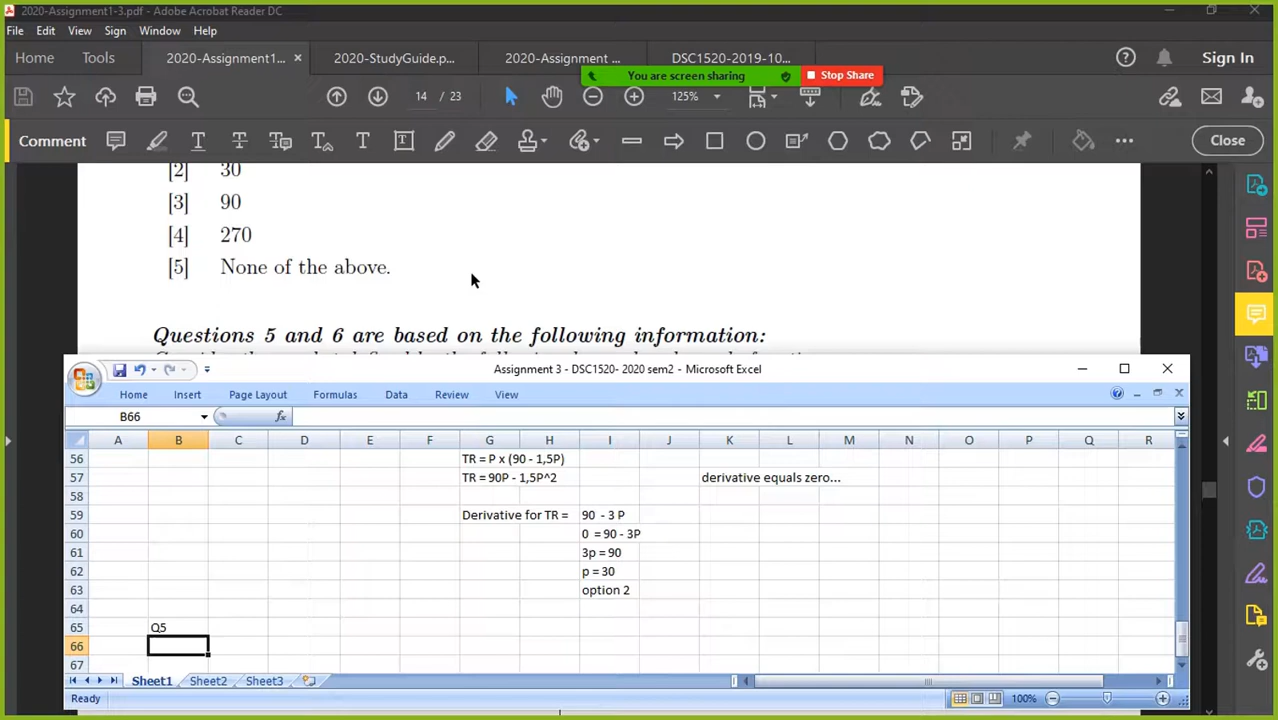 2020-Assignment1-3.pdf - Adobe Acrobat Reader DC
File Edit View Sign Window Help
Home Tools 2020-Assignment1... × 2020-StudyGuide.p... 2020-Assignment ... DSC1520-2019-10... Sign In
You are screen sharing Stop Share
14 / 23 125%
Comment Close
[2] 30
[3] 90
[4] 270
[5] None of the above.
Questions 5 and 6 are based on the following information:
Assignment 3 - DSC1520- 2020 sem2 - Microsoft Excel
Home Insert Page Layout Formulas Data Review View
B66 fx
A B C D E F G H I J K L M N O P Q R
56 TR = P x (90 - 1,5P)
57 TR = 90P - 1,5P^2 derivative equals zero...
58
59 Derivative for TR = 90 - 3 P
60 0 = 90 - 3P
61 3p = 90
62 p = 30
63 option 2
64
65 Q5
66
67
Sheet1 Sheet2 Sheet3
Ready 100%